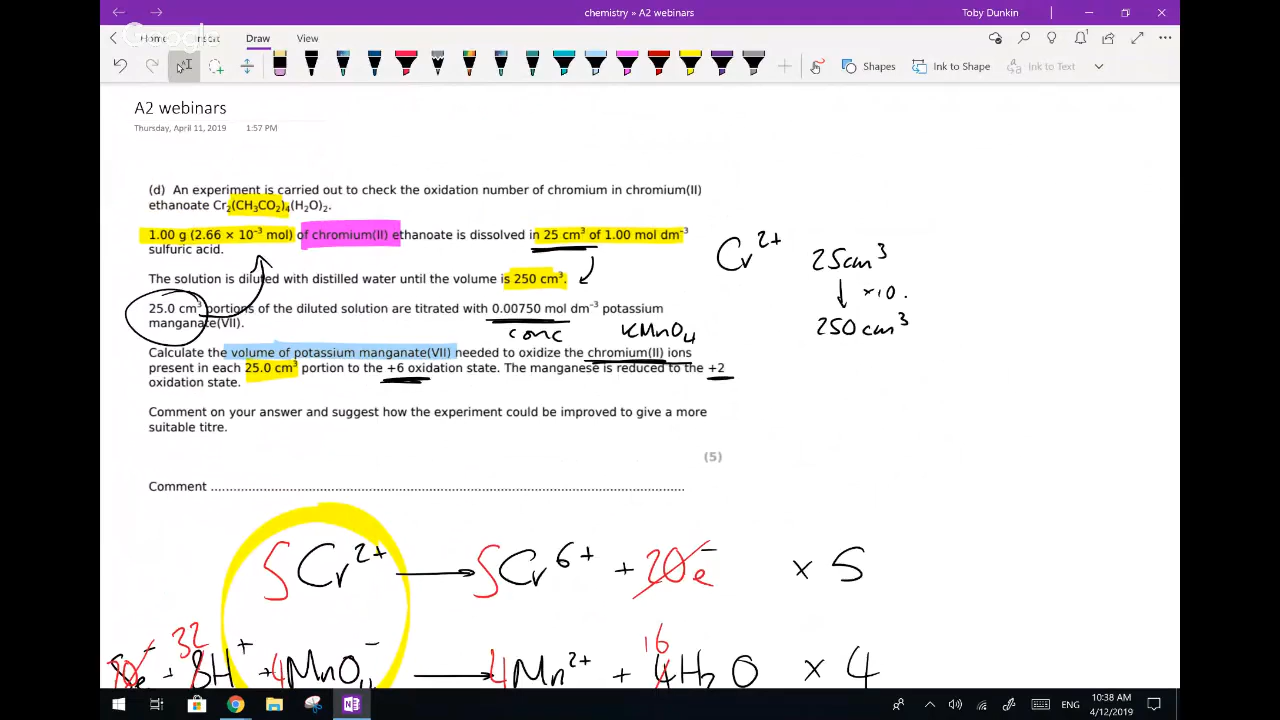 chemistry » A2 webinars
Toby Dunkin
Google
Home
Draw
View
Shapes
Ink to Shape
Ink to Text
A2 webinars
Thursday, April 11, 2019 1:57 PM
(d) An experiment is carried out to check the oxidation number of chromium in chromium(II)
ethanoate Cr₂(CH₃CO₂)₄(H₂O)₂.
1.00 g (2.66 × 10⁻³ mol) of chromium(II) ethanoate is dissolved in 25 cm³ of 1.00 mol dm⁻³
sulfuric acid.
The solution is diluted with distilled water until the volume is 250 cm³.
25.0 cm³ portions of the diluted solution are titrated with 0.00750 mol dm⁻³ potassium
manganate(VII).
conc KMnO₄
Calculate the volume of potassium manganate(VII) needed to oxidize the chromium(II) ions
present in each 25.0 cm³ portion to the +6 oxidation state. The manganese is reduced to the +2
oxidation state.
Comment on your answer and suggest how the experiment could be improved to give a more
suitable titre.
(5)
Comment ................................................................................
Cr²⁺ 25cm³
↓ ×10.
250cm³
5Cr²⁺ → 5Cr⁶⁺ + 20e⁻ × 5
32 16
8H⁺ + 4MnO₄⁻ → 4Mn²⁺ + 4H₂O × 4
ENG
10:38 AM
4/12/2019